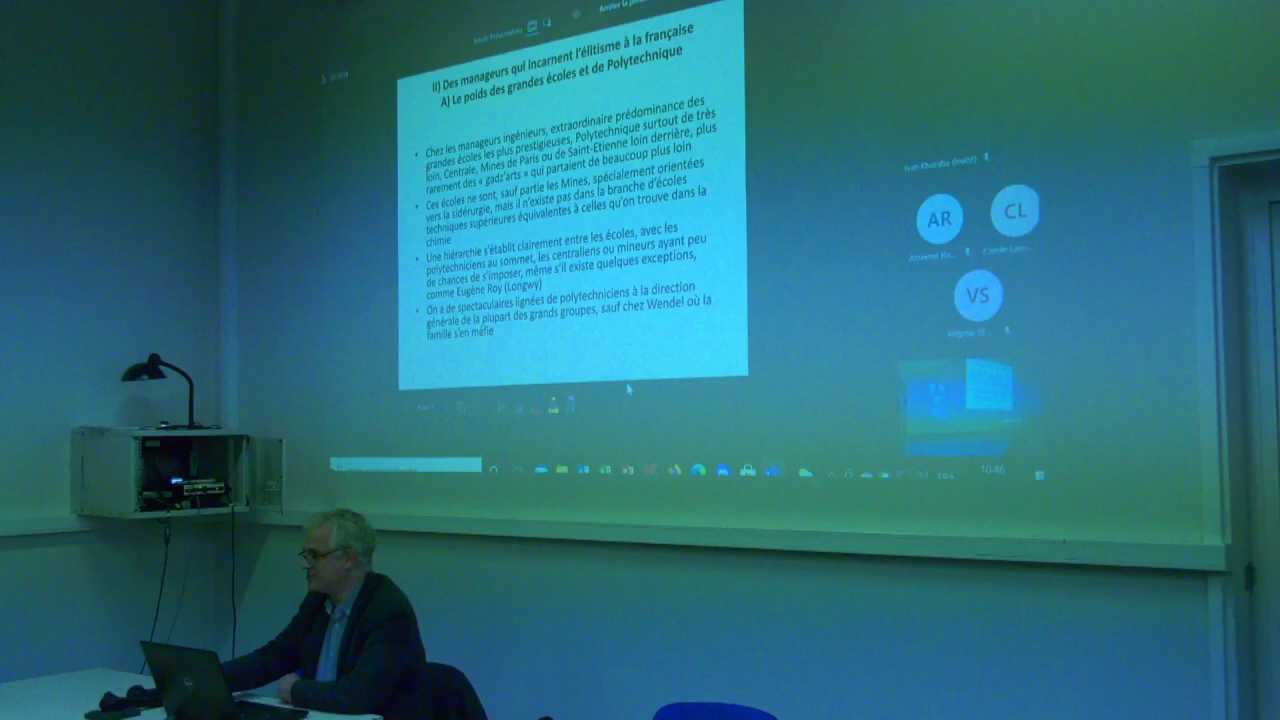 Mode Présentateur
Arrêter la
II) Des manageurs qui incarnent l'élitisme à la française
A) Le poids des grandes écoles et de Polytechnique
• Chez les manageurs ingénieurs, extraordinaire prédominance des
grandes écoles les plus prestigieuses, Polytechnique surtout de très
loin, Centrale, Mines de Paris ou de Saint-Etienne loin derrière, plus
rarement des « gadz'arts » qui partaient de beaucoup plus loin
• Ces écoles ne sont, sauf partie les Mines, spécialement orientées
vers la sidérurgie, mais il n'existe pas dans la branche d'écoles
techniques supérieures équivalentes à celles qu'on trouve dans la
chimie
• Une hiérarchie s'établit clairement entre les écoles, avec les
polytechniciens au sommet, les centraliens ou mineurs ayant peu
de chances de s'imposer, même s'il existe quelques exceptions,
comme Eugène Roy (Longwy)
• On a de spectaculaires lignées de polytechniciens à la direction
générale de la plupart des grands groupes, sauf chez Wendel où la
famille s'en méfie
(Invité)
AR
CL
VS
10:46